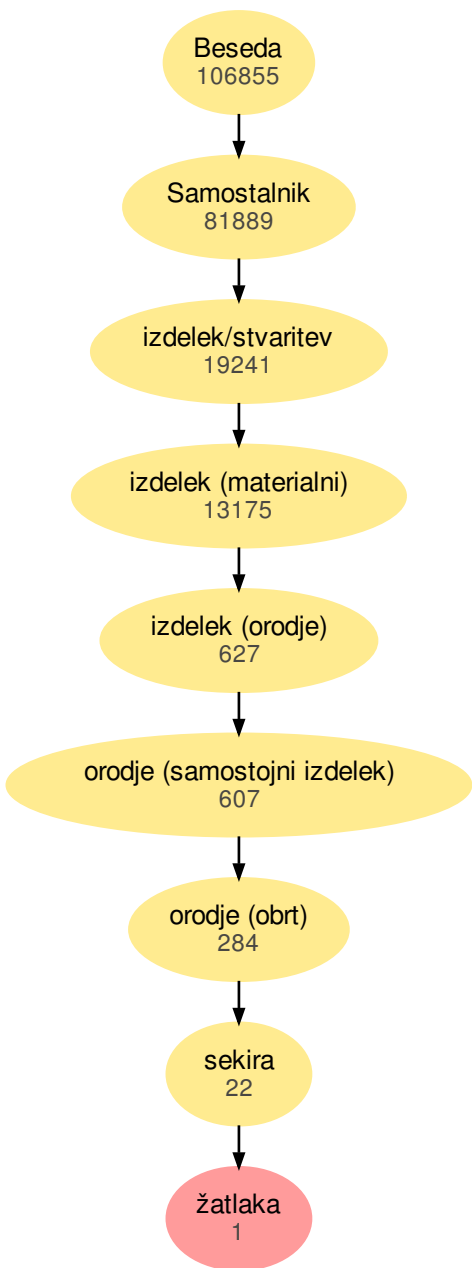 Beseda
106855
Samostalnik
81889
izdelek/stvaritev
19241
izdelek (materialni)
13175
izdelek (orodje)
627
orodje (samostojni izdelek)
607
orodje (obrt)
284
sekira
22
žatlaka
1